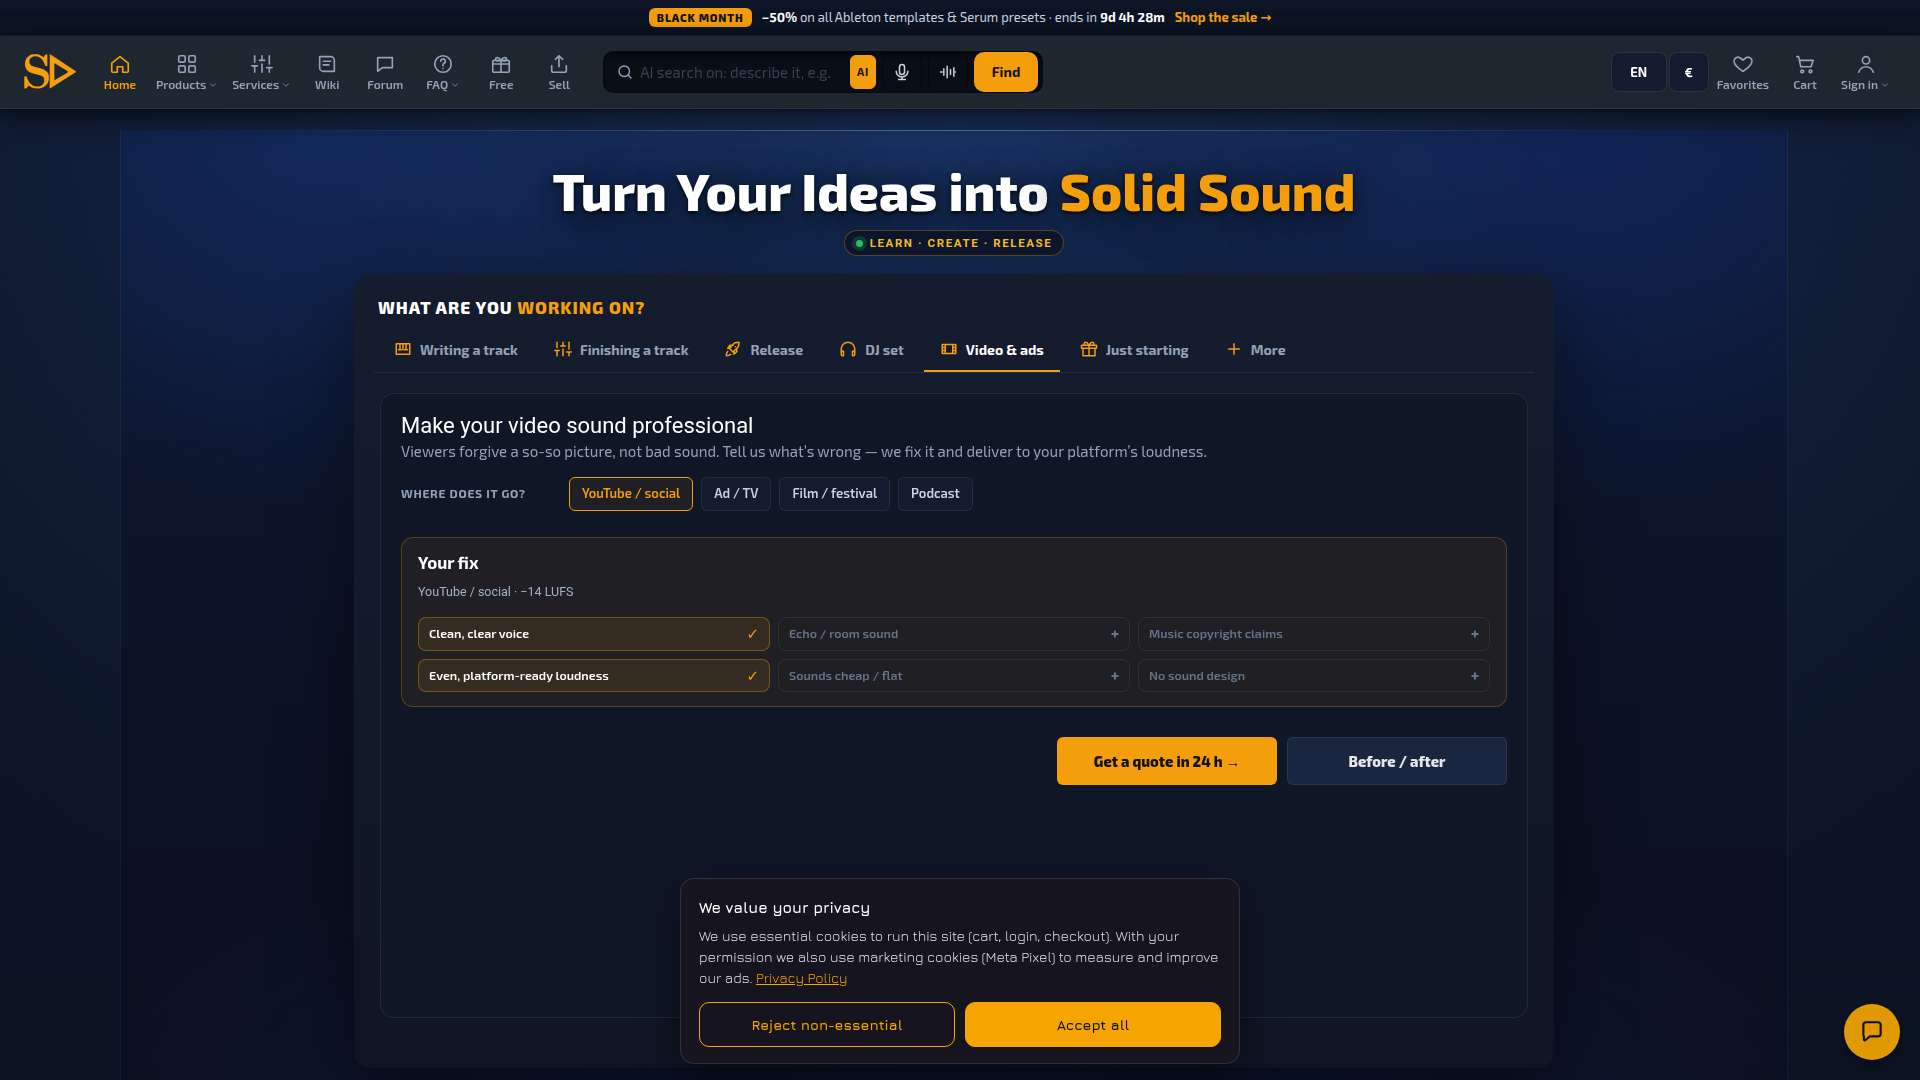 BLACK MONTH −50% on all Ableton templates & Serum presets · ends in 9d 4h 28m Shop the sale →
Home Products Services Wiki Forum FAQ Free Sell
AI search on: describe it, e.g. AI Find
EN € Favorites Cart Sign in
Turn Your Ideas into Solid Sound
LEARN · CREATE · RELEASE
WHAT ARE YOU WORKING ON?
Writing a track Finishing a track Release DJ set Video & ads Just starting More
Make your video sound professional
Viewers forgive a so-so picture, not bad sound. Tell us what's wrong — we fix it and deliver to your platform's loudness.
WHERE DOES IT GO? YouTube / social Ad / TV Film / festival Podcast
Your fix
YouTube / social · −14 LUFS
Clean, clear voice ✓ Echo / room sound + Music copyright claims +
Even, platform-ready loudness ✓ Sounds cheap / flat + No sound design +
Get a quote in 24 h → Before / after
We value your privacy
We use essential cookies to run this site (cart, login, checkout). With your
permission we also use marketing cookies (Meta Pixel) to measure and improve
our ads. Privacy Policy
Reject non-essential Accept all